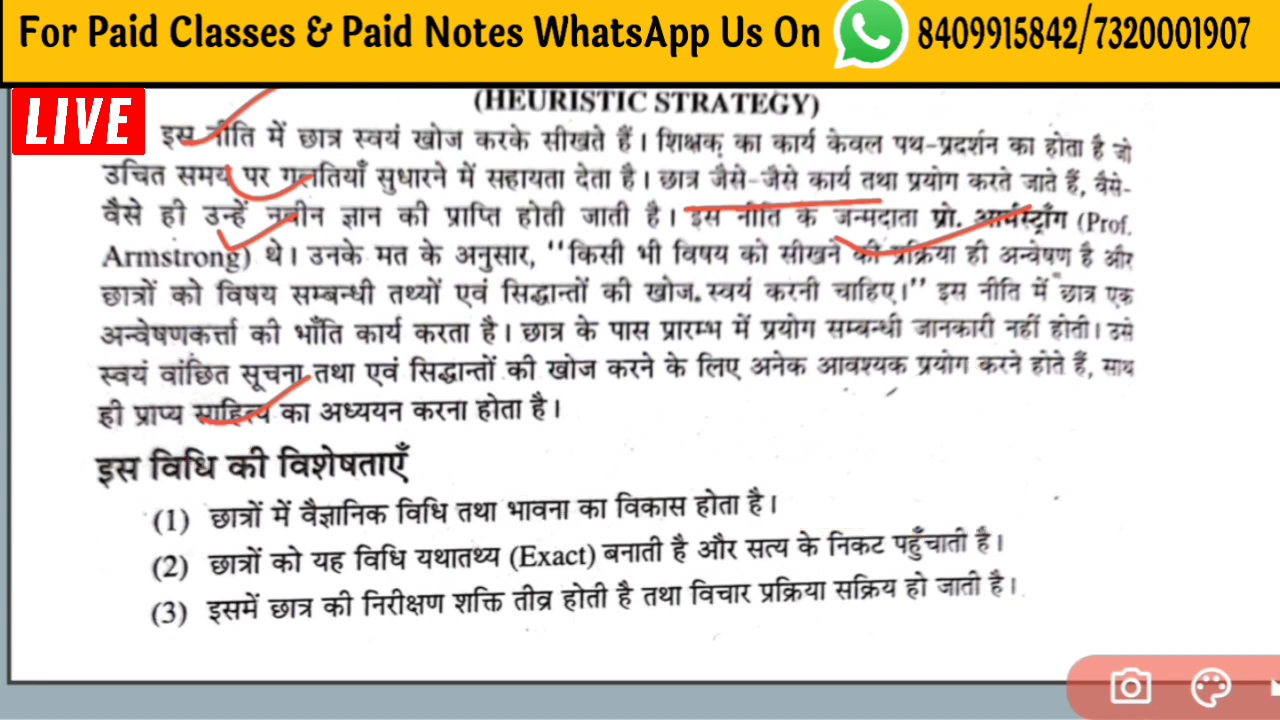 For Paid Classes & Paid Notes WhatsApp Us On 8409915842/7320001907
LIVE
(HEURISTIC STRATEGY)
इस नीति में छात्र स्वयं खोज करके सीखते हैं। शिक्षक का कार्य केवल पथ-प्रदर्शन का होता है जो
उचित समय पर गलतियाँ सुधारने में सहायता देता है। छात्र जैसे-जैसे कार्य तथा प्रयोग करते जाते हैं, वैसे-
वैसे ही उन्हें नवीन ज्ञान की प्राप्ति होती जाती है। इस नीति के जन्मदाता प्रो. आर्मस्ट्राँग (Prof.
Armstrong) थे। उनके मत के अनुसार, ''किसी भी विषय को सीखने की प्रक्रिया ही अन्वेषण है और
छात्रों को विषय सम्बन्धी तथ्यों एवं सिद्धान्तों की खोज स्वयं करनी चाहिए।'' इस नीति में छात्र एक
अन्वेषणकर्त्ता की भाँति कार्य करता है। छात्र के पास प्रारम्भ में प्रयोग सम्बन्धी जानकारी नहीं होती। उसे
स्वयं वांछित सूचना तथा एवं सिद्धान्तों की खोज करने के लिए अनेक आवश्यक प्रयोग करने होते हैं, साथ
ही प्राप्य साहित्य का अध्ययन करना होता है।
इस विधि की विशेषताएँ
(1) छात्रों में वैज्ञानिक विधि तथा भावना का विकास होता है।
(2) छात्रों को यह विधि यथातथ्य (Exact) बनाती है और सत्य के निकट पहुँचाती है।
(3) इसमें छात्र की निरीक्षण शक्ति तीव्र होती है तथा विचार प्रक्रिया सक्रिय हो जाती है।